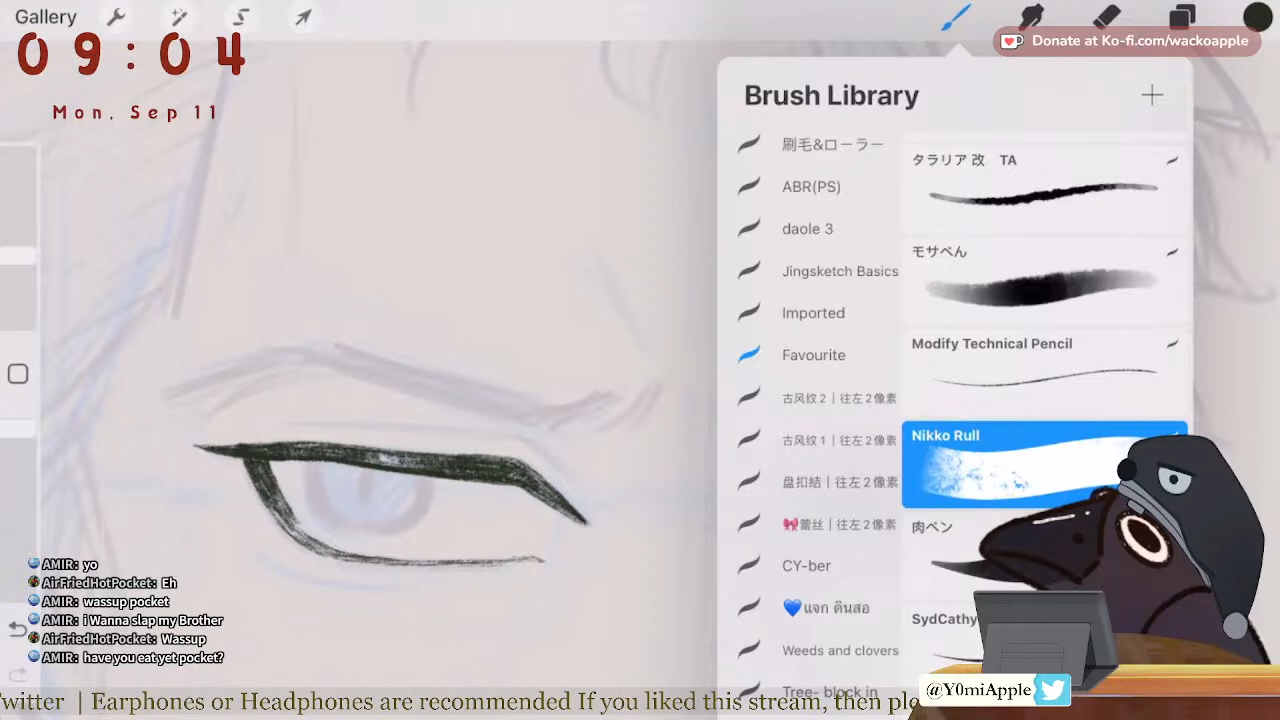 Gallery
09:04
Mon, Sep 11
Donate at Ko-fi.com/wackoapple
Brush Library
刷毛&ローラー
ABR(PS)
daole 3
Jingsketch Basics
Imported
Favourite
古风纹2 | 往左2像素
古风纹1 | 往左2像素
盘扣結 | 往左2像素
🎀蕾丝 | 往左2像素
CY-ber
💙แจก ดินสอ
Weeds and clovers
Tree- block in
タラリア 改 TA
モサぺん
Modify Technical Pencil
Nikko Rull
肉ペン
SydCathy
AMIR: yo
AirFriedHotPocket: Eh
AMIR: wassup pocket
AMIR: i Wanna slap my Brother
AirFriedHotPocket: Wassup
AMIR: have you eat yet pocket?
@Y0miApple
Twitter | Earphones or Headphones are recommended If you liked this stream, then ple